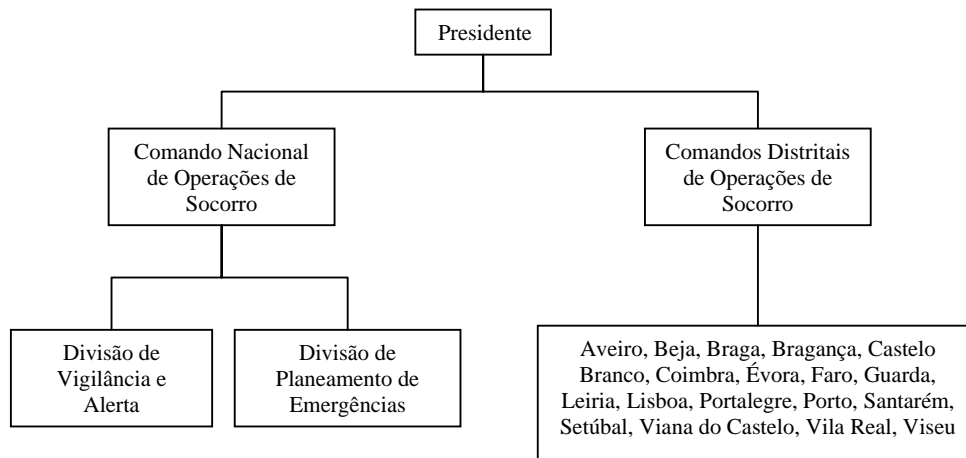 Presidente
Comando Nacional
de Operações de
Socorro
Comandos Distritais
de Operações de
Socorro
Divisão de
Vigilância e
Alerta
Divisão de
Planeamento de
Emergências
Aveiro, Beja, Braga, Bragança, Castelo
Branco, Coimbra, Évora, Faro, Guarda,
Leiria, Lisboa, Portalegre, Porto, Santarém,
Setúbal, Viana do Castelo, Vila Real, Viseu